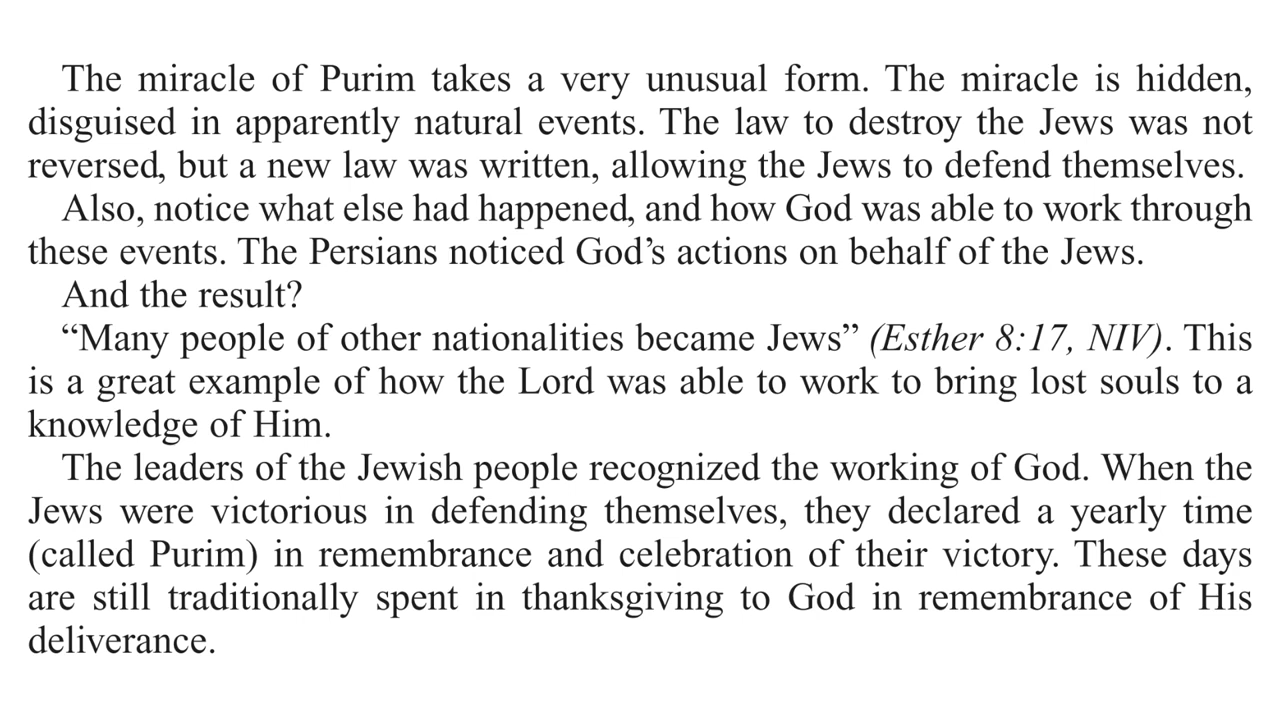 The miracle of Purim takes a very unusual form. The miracle is hidden,
disguised in apparently natural events. The law to destroy the Jews was not
reversed, but a new law was written, allowing the Jews to defend themselves.
Also, notice what else had happened, and how God was able to work through
these events. The Persians noticed God’s actions on behalf of the Jews.
And the result?
“Many people of other nationalities became Jews” (Esther 8:17, NIV). This
is a great example of how the Lord was able to work to bring lost souls to a
knowledge of Him.
The leaders of the Jewish people recognized the working of God. When the
Jews were victorious in defending themselves, they declared a yearly time
(called Purim) in remembrance and celebration of their victory. These days
are still traditionally spent in thanksgiving to God in remembrance of His
deliverance.